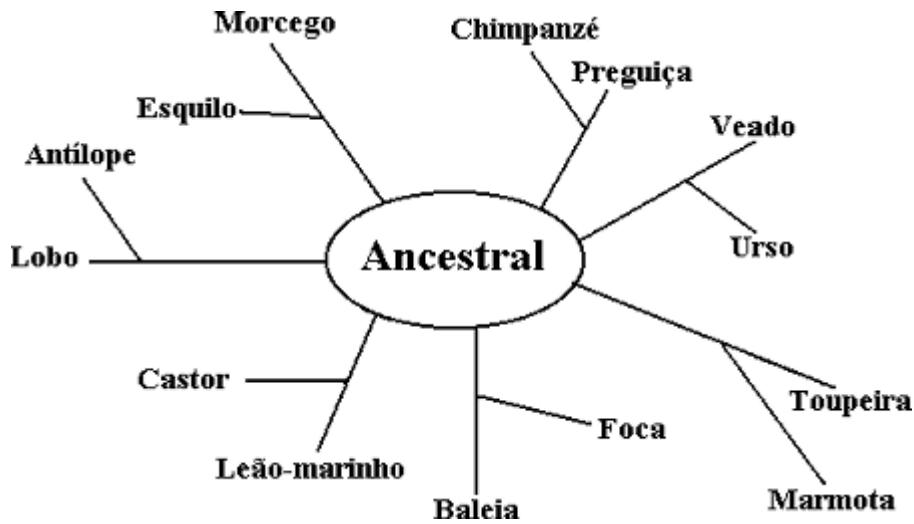 Morcego
Chimpanzé
Preguiça
Esquilo
Veado
Antílope
Urso
Lobo
Ancestral
Castor
Toupeira
Foca
Leão-marinho
Marmota
Baleia